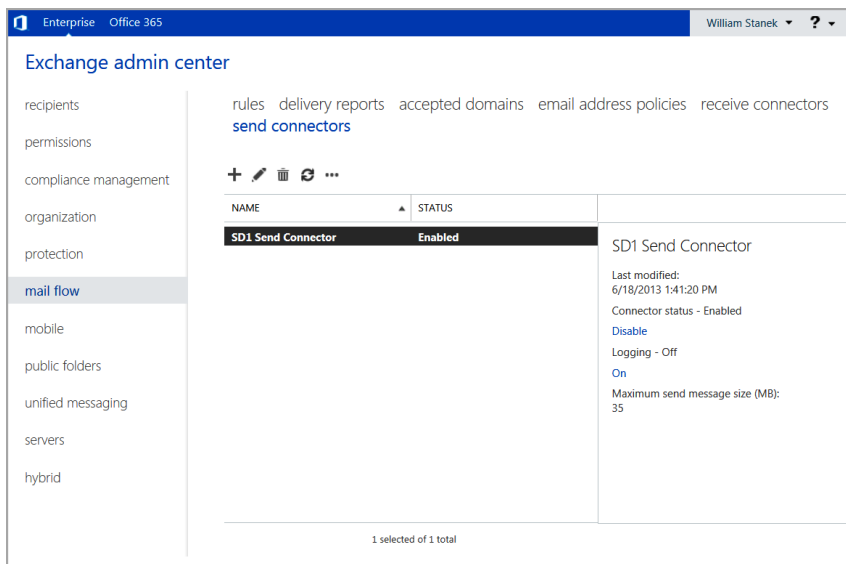 Enterprise Office 365
William Stanek ?
Exchange admin center
recipients
permissions
compliance management
organization
protection
mail flow
mobile
public folders
unified messaging
servers
hybrid
rules delivery reports accepted domains email address policies receive connectors
send connectors
NAME STATUS
SD1 Send Connector Enabled
SD1 Send Connector
Last modified:
6/18/2013 1:41:20 PM
Connector status - Enabled
Disable
Logging - Off
On
Maximum send message size (MB):
35
1 selected of 1 total